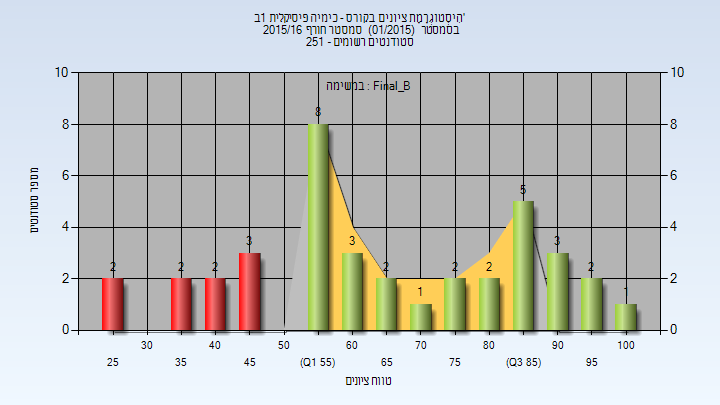 היסטוגרמת ציונים בקורס - כימיה פיסיקלית 1ב'
בסמסטר (01/2015) סמסטר חורף 2015/16
סטודנטים רשומים - 251
במשימה : Final_B
מספר סטודנטים
10 8 6 4 2 0
10 8 6 4 2 0
2 2 2 3 8 3 2 1 2 2 5 3 2 1
30 40 50 60 70 80 90 100
25 35 45 (Q1 55) 65 75 (Q3 85) 95
טווח ציונים